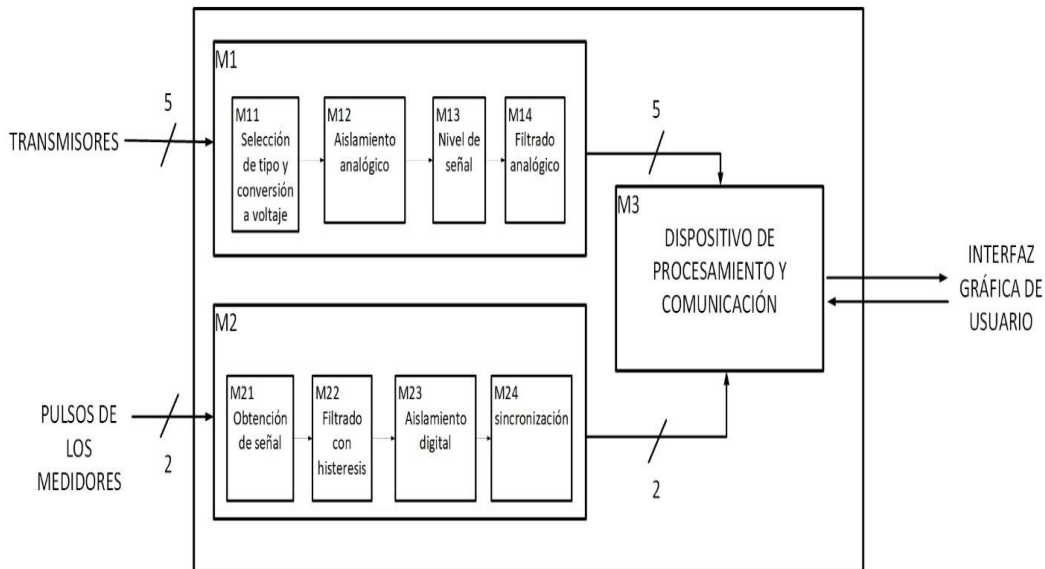 M1
5
TRANSMISORES
M11
Selección
de tipo y
conversión
a voltaje
M12
Aislamiento
analógico
M13
Nivel de
señal
M14
Filtrado
analógico
5
M3
DISPOSITIVO DE
PROCESAMIENTO Y
COMUNICACIÓN
INTERFAZ
GRÁFICA DE
USUARIO
M2
PULSOS DE
LOS
MEDIDORES
2
M21
Obtención
de señal
M22
Filtrado
con
histeresis
M23
Aislamiento
digital
M24
sincronización
2